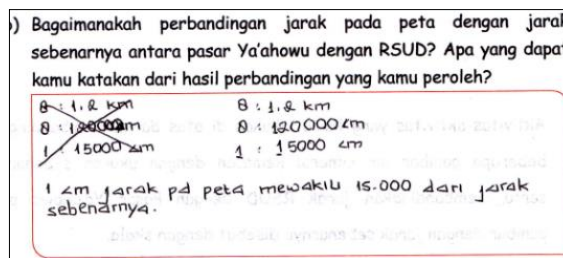 ) Bagaimanakah perbandingan jarak pada peta dengan jarak
sebenarnya antara pasar Ya'ahowu dengan RSUD? Apa yang dapat
kamu katakan dari hasil perbandingan yang kamu peroleh?
8 : 1.2 km
8 : 120000 cm
1 : 15000 cm
8 : 1.2 km
8 : 120000 cm
1 : 15000 cm
1 cm jarak pd peta mewakili 15.000 dari jarak
sebenarnya.